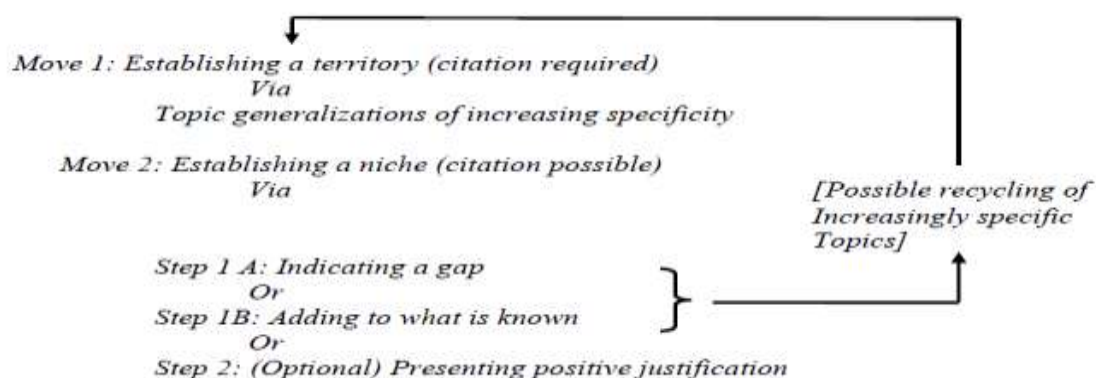 Move 1: Establishing a territory (citation required)
Via
Topic generalizations of increasing specificity
Move 2: Establishing a niche (citation possible)
Via
[Possible recycling of
Increasingly specific
Topics]
Step 1 A: Indicating a gap
Or
Step 1B: Adding to what is known
Or
Step 2: (Optional) Presenting positive justification